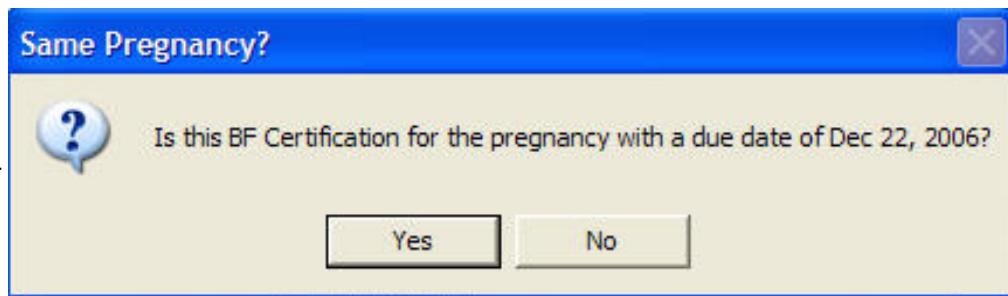 Same Pregnancy?
Is this BF Certification for the pregnancy with a due date of Dec 22, 2006?
Yes
No